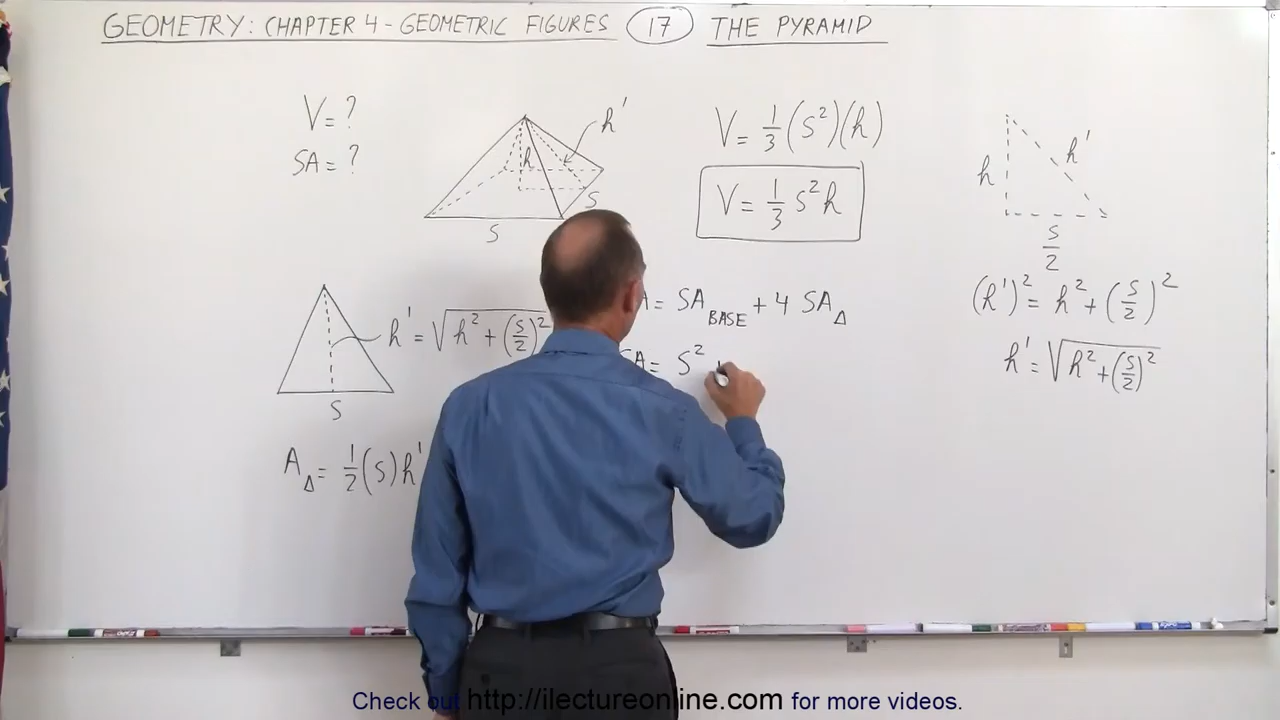 GEOMETRY: CHAPTER 4 - GEOMETRIC FIGURES 17 THE PYRAMID
V = ?
SA = ?
h
h'
S
S
V = 1/3 (S²)(h)
V = 1/3 S²h
h
h'
S/2
h' = √(h² + (S/2)²
S
A△ = 1/2 (S) h'
A = SA BASE + 4 SA△
A = S²
(h')² = h² + (S/2)²
h' = √(h² + (S/2)²)
Check out http://ilectureonline.com for more videos.